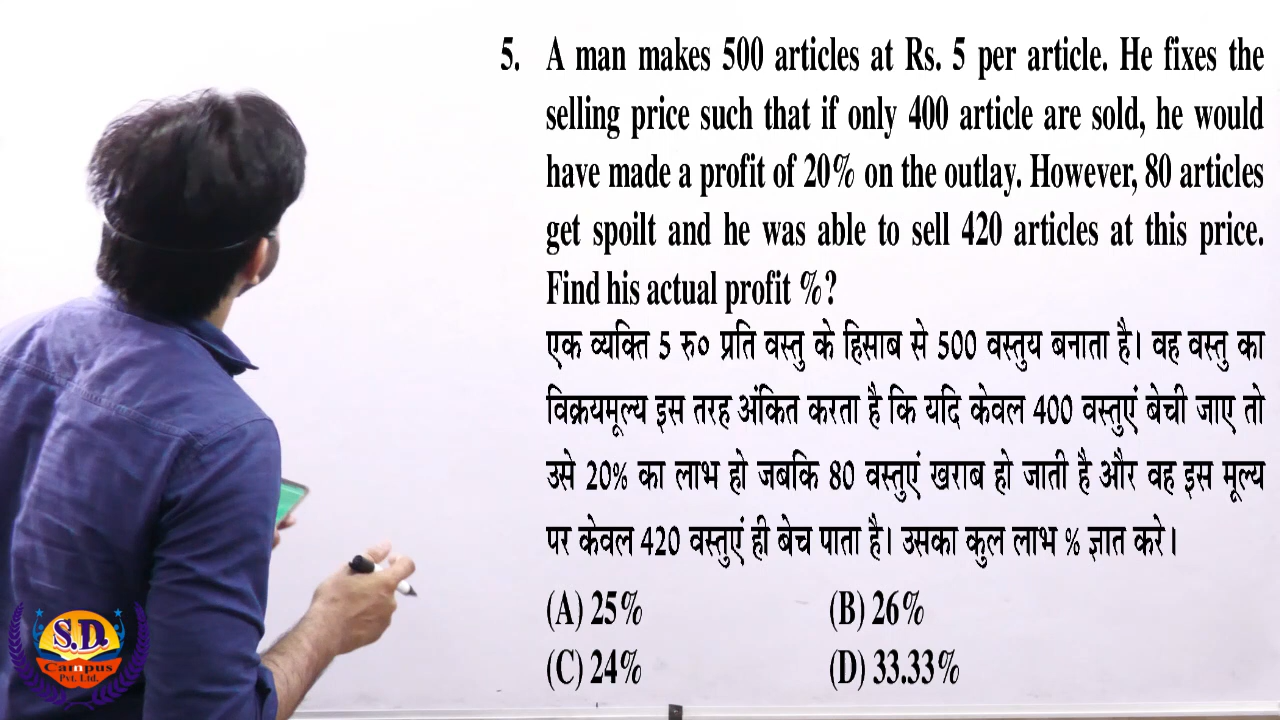 5. A man makes 500 articles at Rs. 5 per article. He fixes the
selling price such that if only 400 article are sold, he would
have made a profit of 20% on the outlay. However, 80 articles
get spoilt and he was able to sell 420 articles at this price.
Find his actual profit %?
एक व्यक्ति 5 रु० प्रति वस्तु के हिसाब से 500 वस्तुय बनाता है। वह वस्तु का
विक्रयमूल्य इस तरह अंकित करता है कि यदि केवल 400 वस्तुएं बेची जाए तो
उसे 20% का लाभ हो जबकि 80 वस्तुएं खराब हो जाती है और वह इस मूल्य
पर केवल 420 वस्तुएं ही बेच पाता है। उसका कुल लाभ % ज्ञात करे।
(A) 25% (B) 26%
(C) 24% (D) 33.33%
S.D.
Campus
Pvt. Ltd.